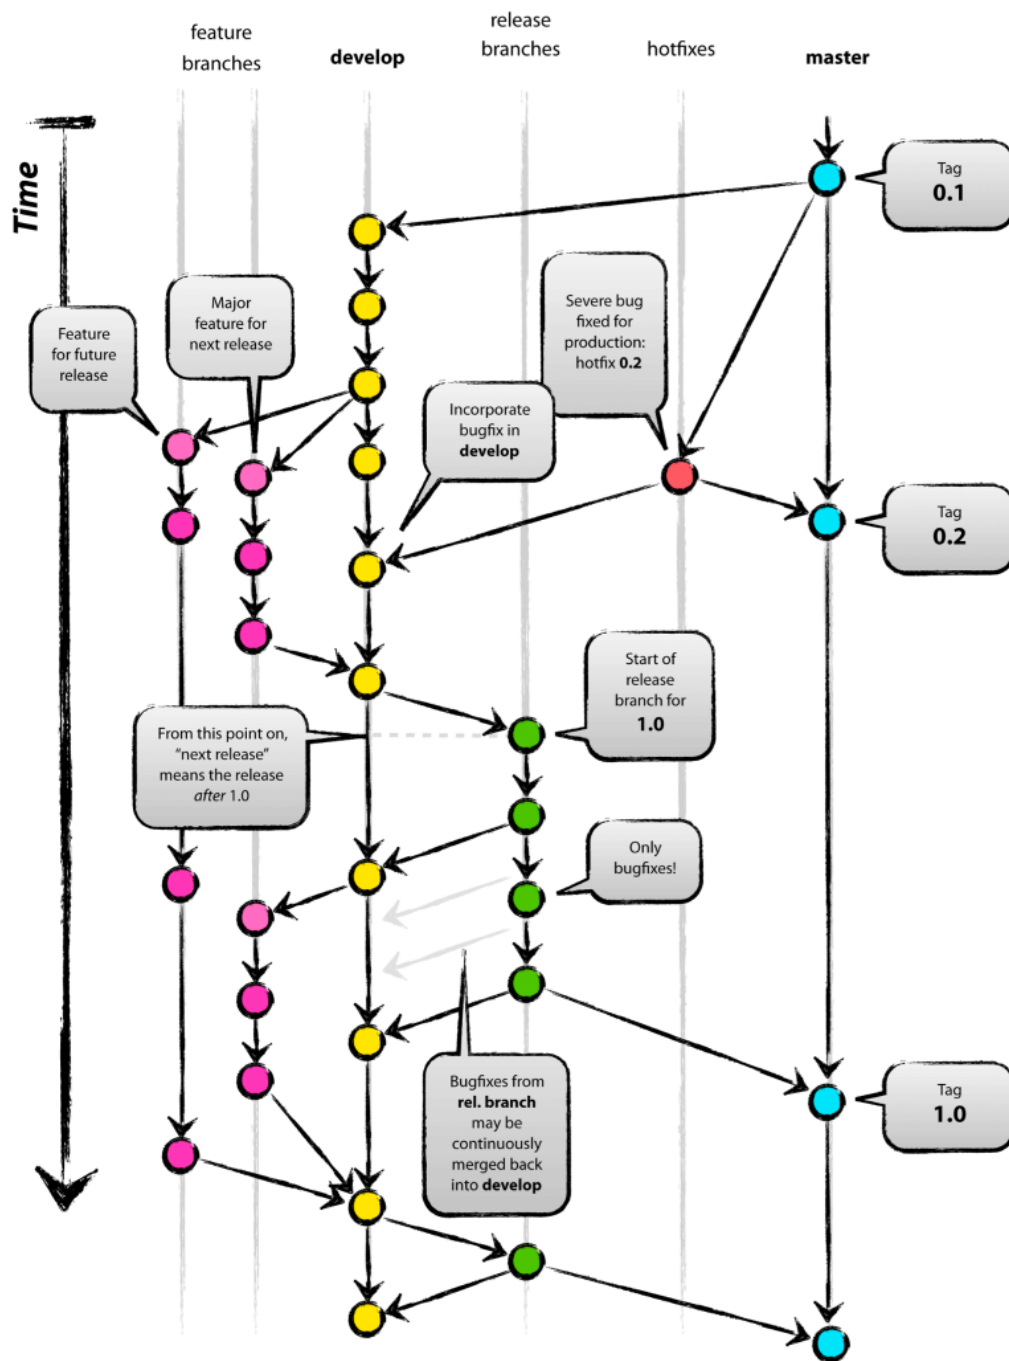 feature
branches
develop
release
branches
hotfixes
master
Time
Tag
0.1
Severe bug
fixed for
production:
hotfix 0.2
Major
feature for
next release
Feature
for future
release
Incorporate
bugfix in
develop
Tag
0.2
Start of
release
branch for
1.0
From this point on,
“next release”
means the release
after 1.0
Only
bugfixes!
Bugfixes from
rel. branch
may be
continuously
merged back
into develop
Tag
1.0